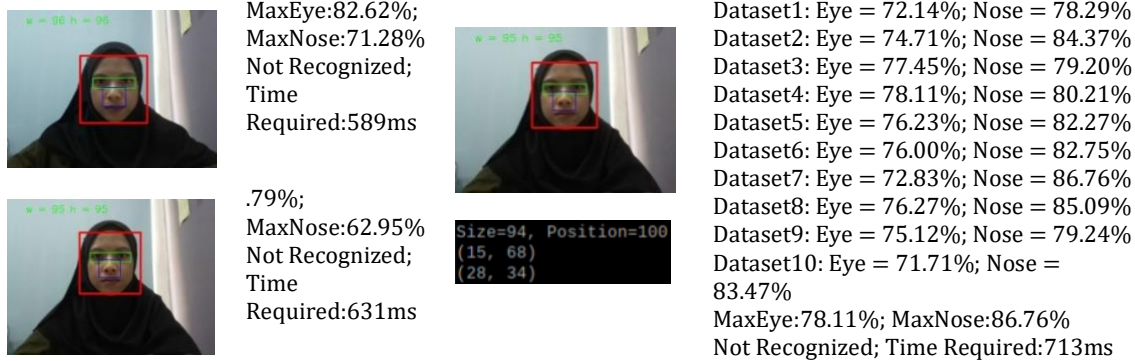 w = 96 h = 96
MaxEye:82.62%;
MaxNose:71.28%
Not Recognized;
Time
Required:589ms
w = 95 h = 95
.79%;
MaxNose:62.95%
Not Recognized;
Time
Required:631ms
w = 95 h = 95
Size=94, Position=100
(15, 68)
(28, 34)
Dataset1: Eye = 72.14%; Nose = 78.29%
Dataset2: Eye = 74.71%; Nose = 84.37%
Dataset3: Eye = 77.45%; Nose = 79.20%
Dataset4: Eye = 78.11%; Nose = 80.21%
Dataset5: Eye = 76.23%; Nose = 82.27%
Dataset6: Eye = 76.00%; Nose = 82.75%
Dataset7: Eye = 72.83%; Nose = 86.76%
Dataset8: Eye = 76.27%; Nose = 85.09%
Dataset9: Eye = 75.12%; Nose = 79.24%
Dataset10: Eye = 71.71%; Nose =
83.47%
MaxEye:78.11%; MaxNose:86.76%
Not Recognized; Time Required:713ms